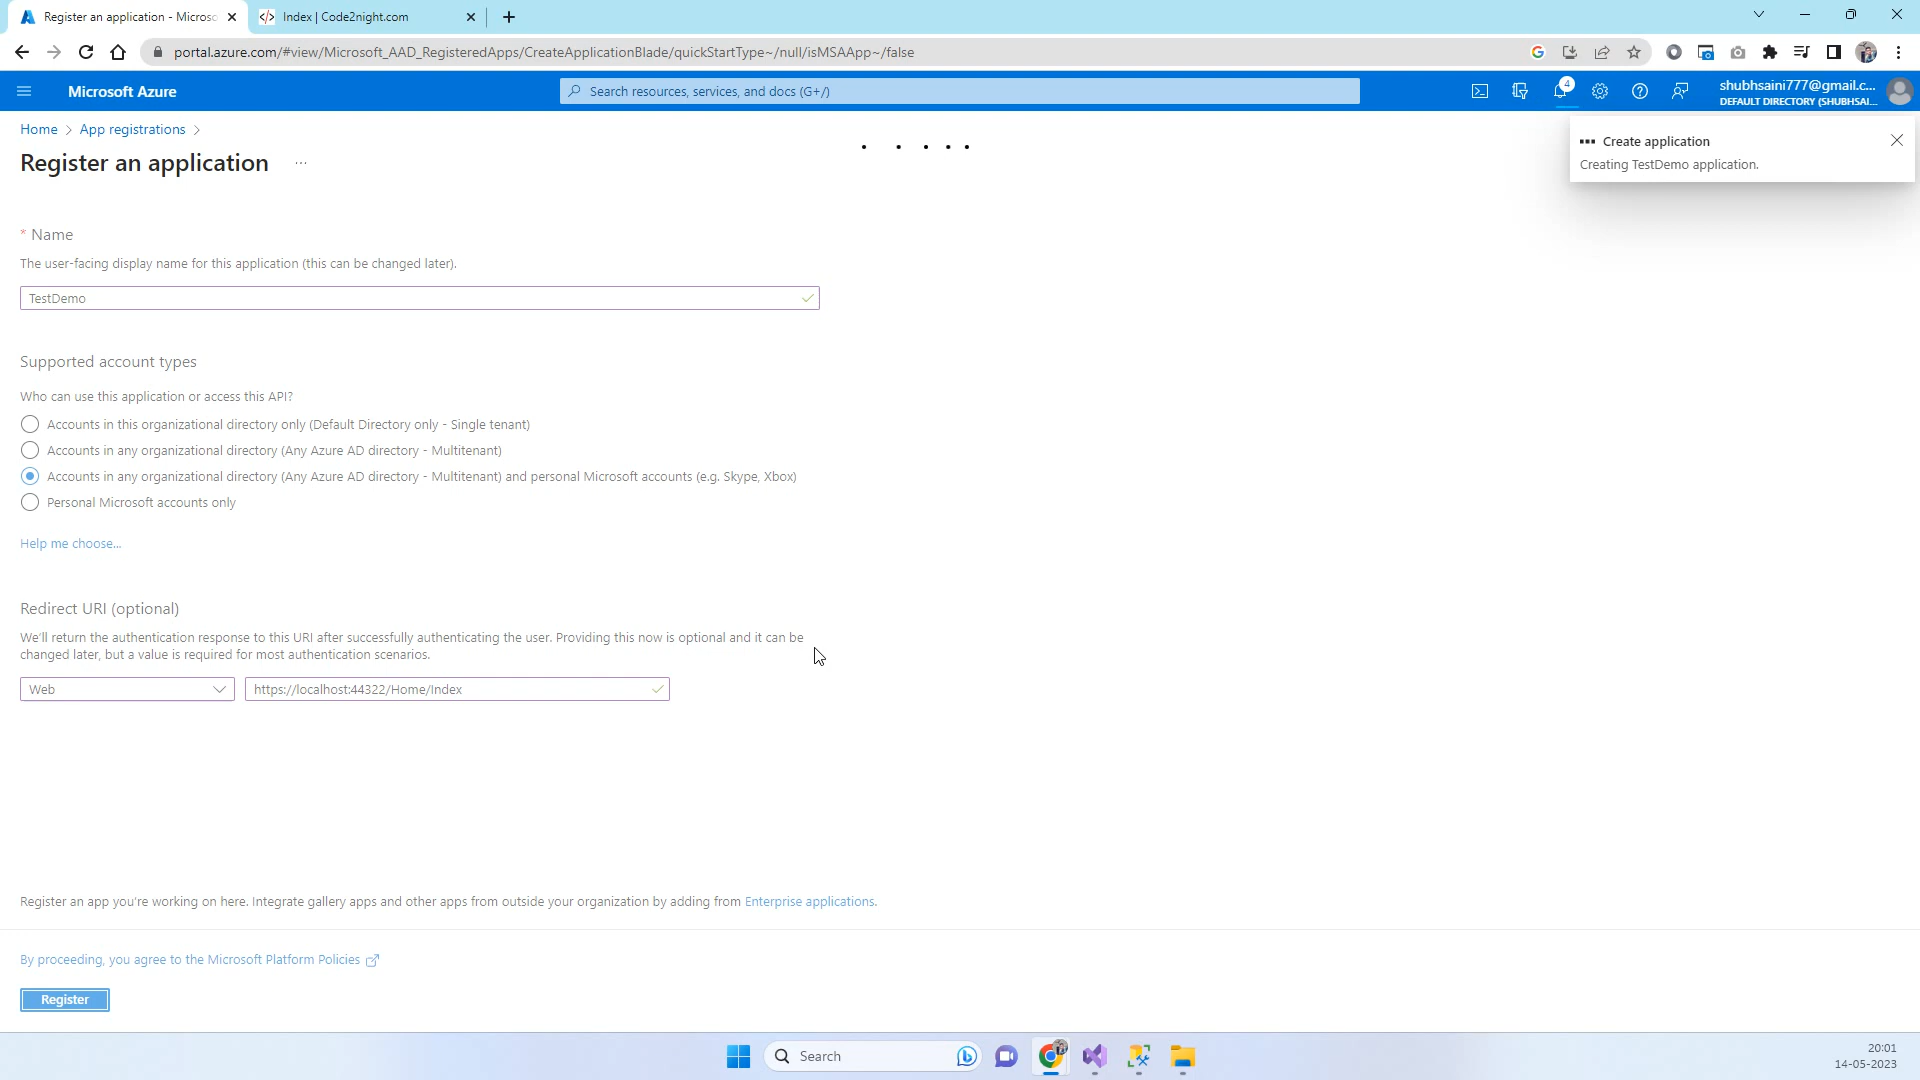 Register an application - Microsc
Index | Code2night.com
portal.azure.com/#view/Microsoft_AAD_RegisteredApps/CreateApplicationBlade/quickStartType~/null/isMSAApp~/false
Microsoft Azure
Search resources, services, and docs (G+/)
4
shubhsaini777@gmail.c...
DEFAULT DIRECTORY (SHUBHSAI...
Home > App registrations >
Register an application ...
Create application
Creating TestDemo application.
* Name
The user-facing display name for this application (this can be changed later).
TestDemo
Supported account types
Who can use this application or access this API?
Accounts in this organizational directory only (Default Directory only - Single tenant)
Accounts in any organizational directory (Any Azure AD directory - Multitenant)
Accounts in any organizational directory (Any Azure AD directory - Multitenant) and personal Microsoft accounts (e.g. Skype, Xbox)
Personal Microsoft accounts only
Help me choose...
Redirect URI (optional)
We'll return the authentication response to this URI after successfully authenticating the user. Providing this now is optional and it can be
changed later, but a value is required for most authentication scenarios.
Web
https://localhost:44322/Home/Index
Register an app you're working on here. Integrate gallery apps and other apps from outside your organization by adding from Enterprise applications.
By proceeding, you agree to the Microsoft Platform Policies
Register
Search
20:01
14-05-2023